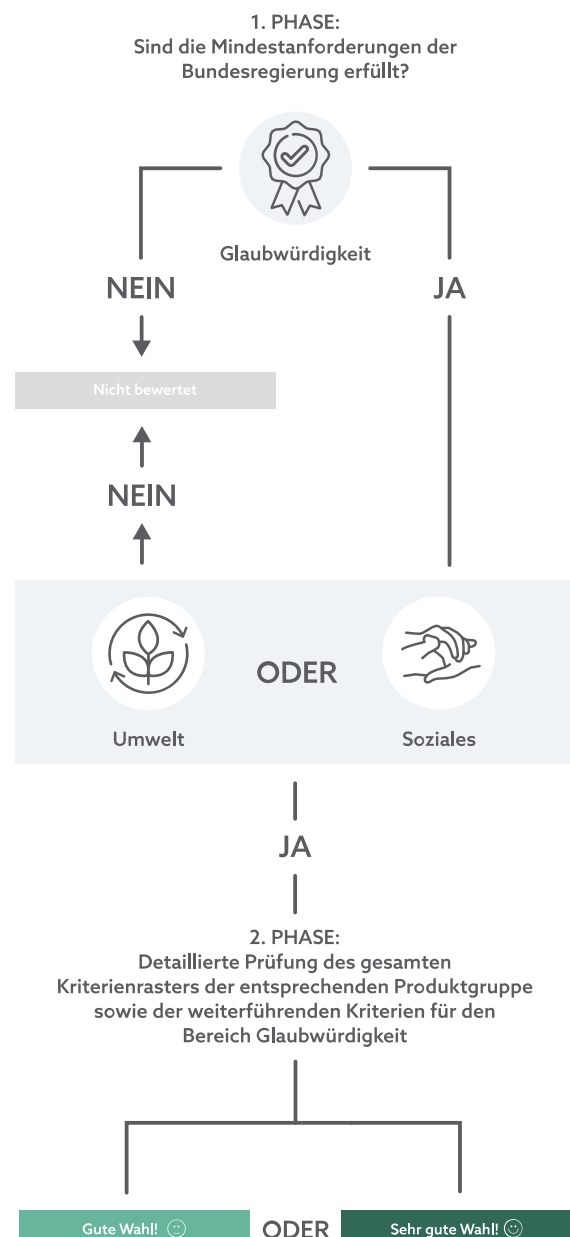 1. PHASE:
Sind die Mindestanforderungen der
Bundesregierung erfüllt?
Glaubwürdigkeit
NEIN
JA
Nicht bewertet
NEIN
Umwelt
ODER
Soziales
JA
2. PHASE:
Detaillierte Prüfung des gesamten
Kriterienrasters der entsprechenden Produktgruppe
sowie der weiterführenden Kriterien für den
Bereich Glaubwürdigkeit
Gute Wahl!
ODER
Sehr gute Wahl!